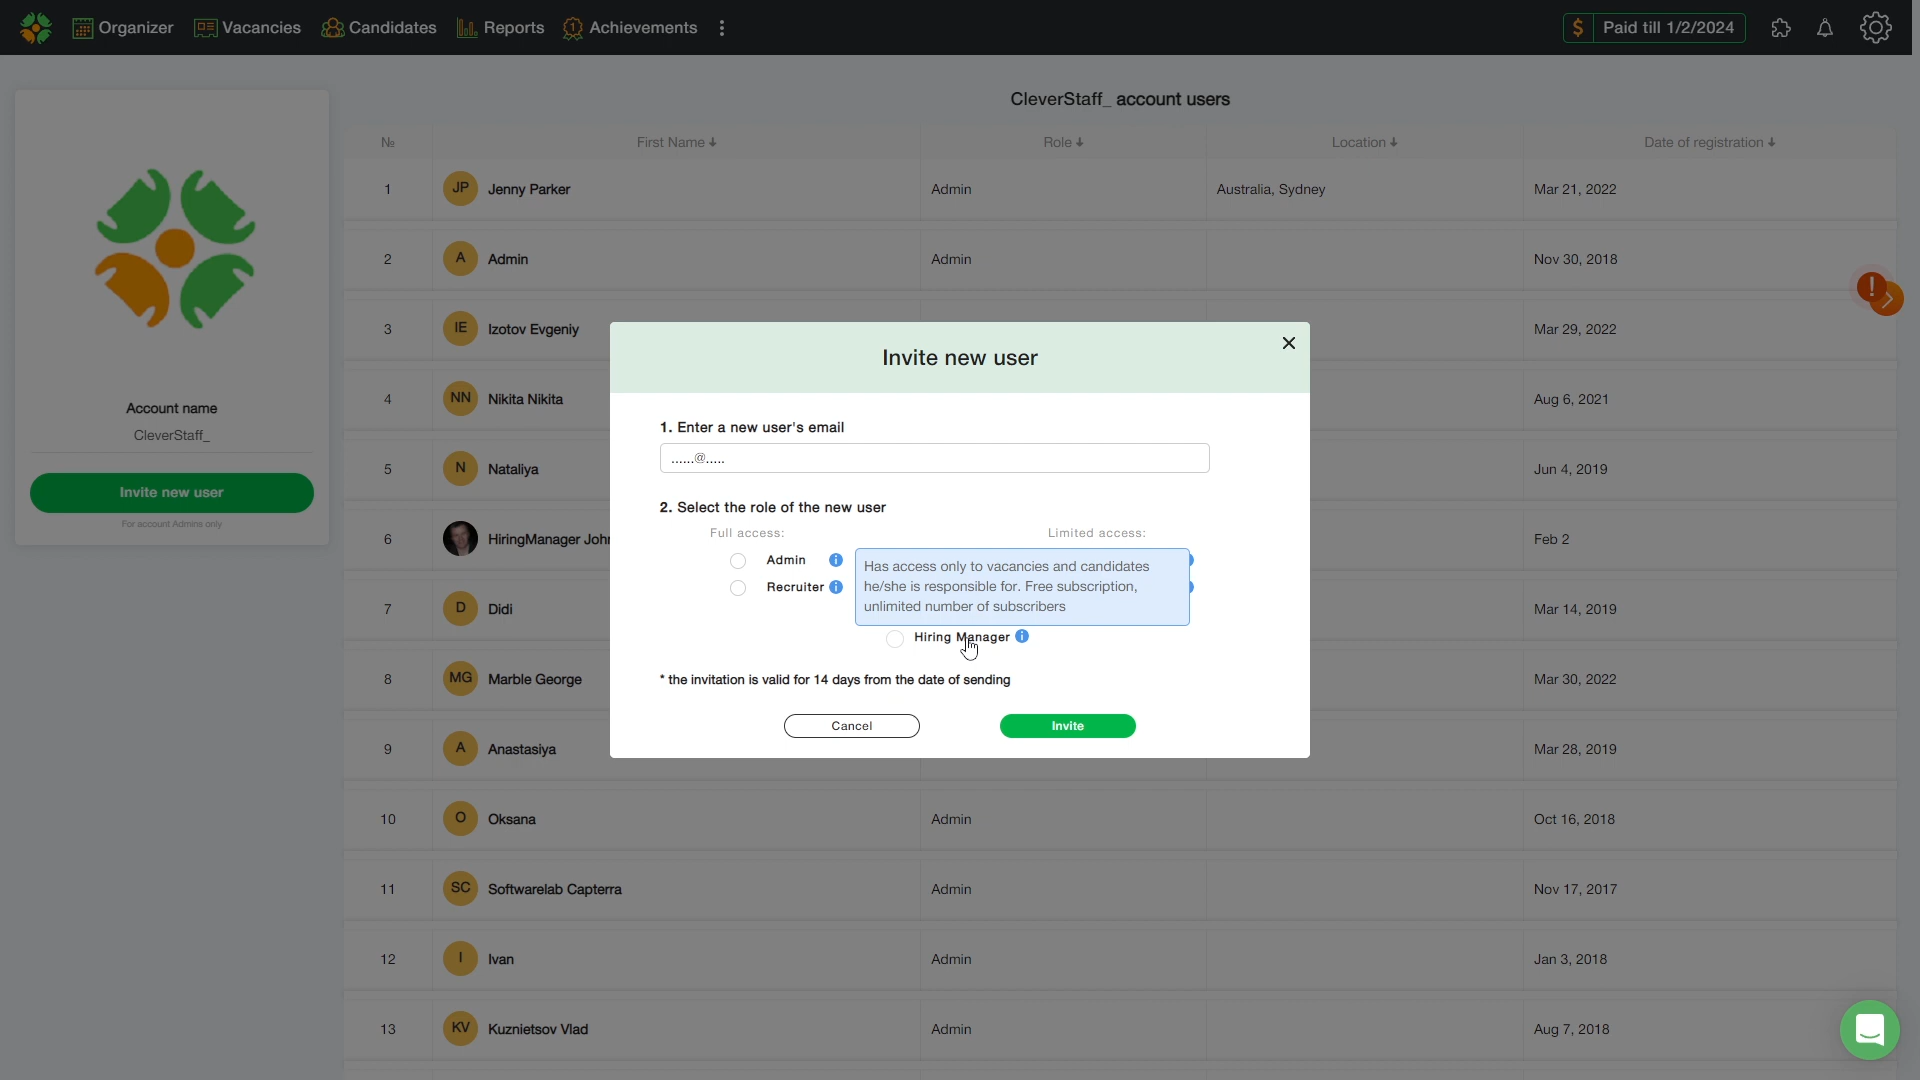 Organizer Vacancies Candidates Reports Achievements $ Paid till 1/2/2024
CleverStaff_ account users
№ First Name Role Location Date of registration
1 JP Jenny Parker Admin Australia, Sydney Mar 21, 2022
2 A Admin Admin Nov 30, 2018
3 IE Izotov Evgeniy Mar 29, 2022
4 NN Nikita Nikita Aug 6, 2021
5 N Nataliya Jun 4, 2019
6 HiringManager John Feb 2
7 D Didi Mar 14, 2019
8 MG Marble George Mar 30, 2022
9 A Anastasiya Mar 28, 2019
10 O Oksana Admin Oct 16, 2018
11 SC Softwarelab Capterra Admin Nov 17, 2017
12 I Ivan Admin Jan 3, 2018
13 KV Kuznietsov Vlad Admin Aug 7, 2018
Account name
CleverStaff_
Invite new user
For account Admins only
Invite new user
1. Enter a new user's email
......@.....
2. Select the role of the new user
Full access: Limited access:
Admin
Recruiter
Has access only to vacancies and candidates
he/she is responsible for. Free subscription,
unlimited number of subscribers
Hiring Manager
* the invitation is valid for 14 days from the date of sending
Cancel Invite